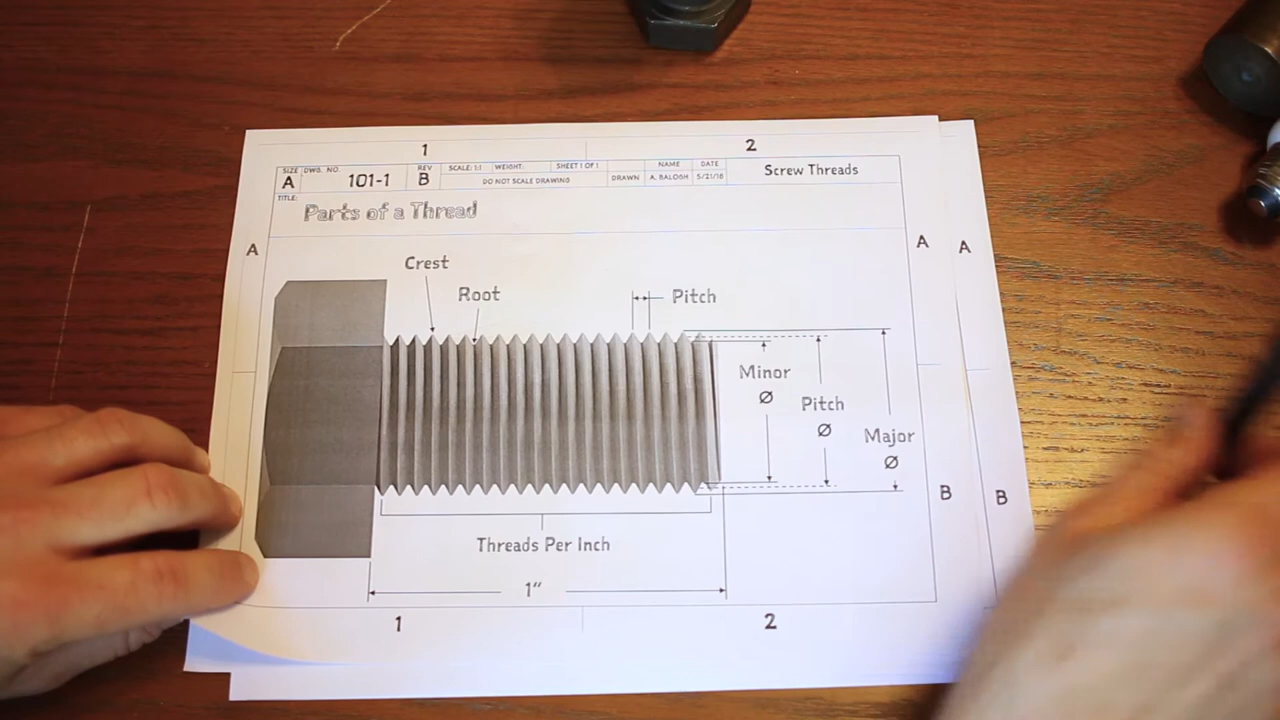 1 2
SIZE DWG. NO. REV SCALE: 1:1 WEIGHT: SHEET 1 OF 1 NAME DATE
A 101-1 B DO NOT SCALE DRAWING DRAWN A. BALOGH 5/21/18 Screw Threads
TITLE:
Parts of a Thread
A A A
Crest
Root Pitch
Minor
Ø
Pitch
Ø
Major
Ø
B B
Threads Per Inch
1"
1 2